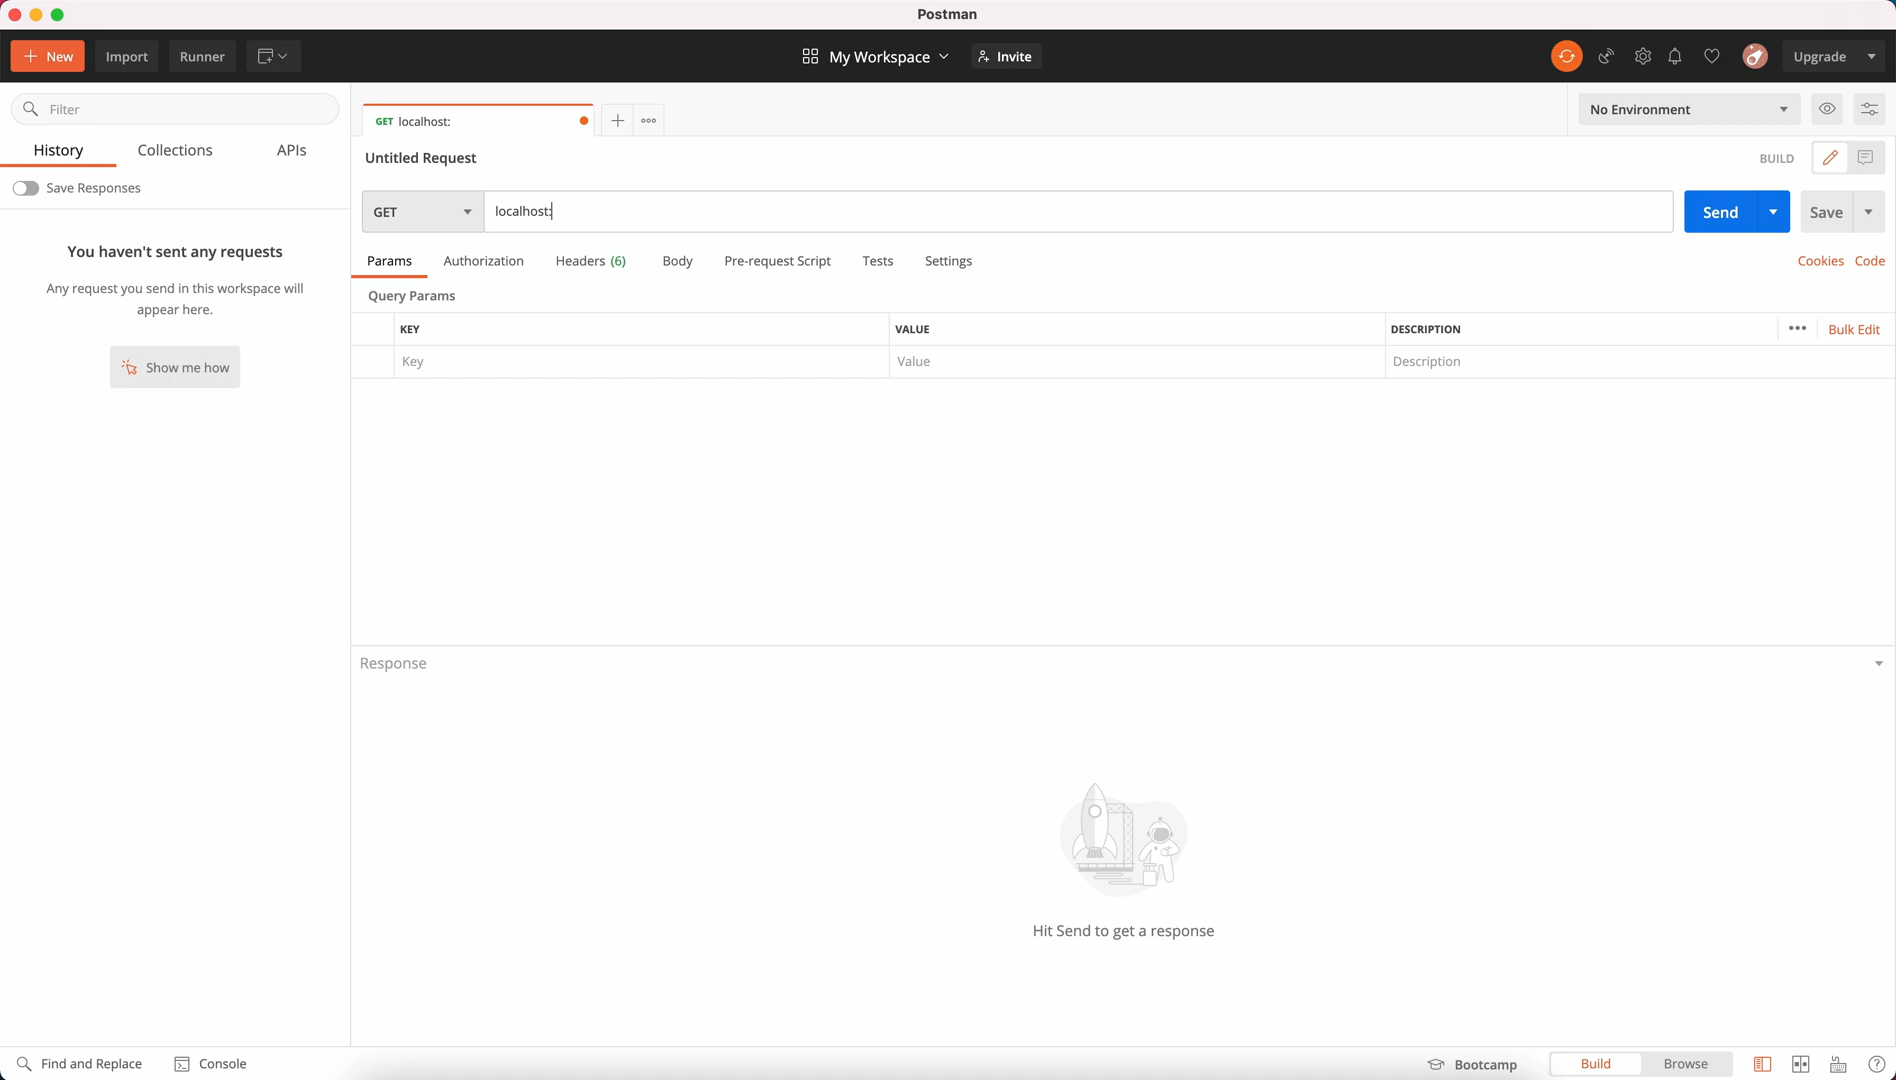 Postman
New
Import
Runner
My Workspace
Invite
Upgrade
Filter
GET localhost:
No Environment
History
Collections
APIs
Untitled Request
BUILD
Save Responses
GET
localhost:
Send
Save
You haven't sent any requests
Any request you send in this workspace will
appear here.
Show me how
Params
Authorization
Headers (6)
Body
Pre-request Script
Tests
Settings
Cookies
Code
Query Params
KEY
VALUE
DESCRIPTION
Bulk Edit
Key
Value
Description
Response
Hit Send to get a response
Find and Replace
Console
Bootcamp
Build
Browse